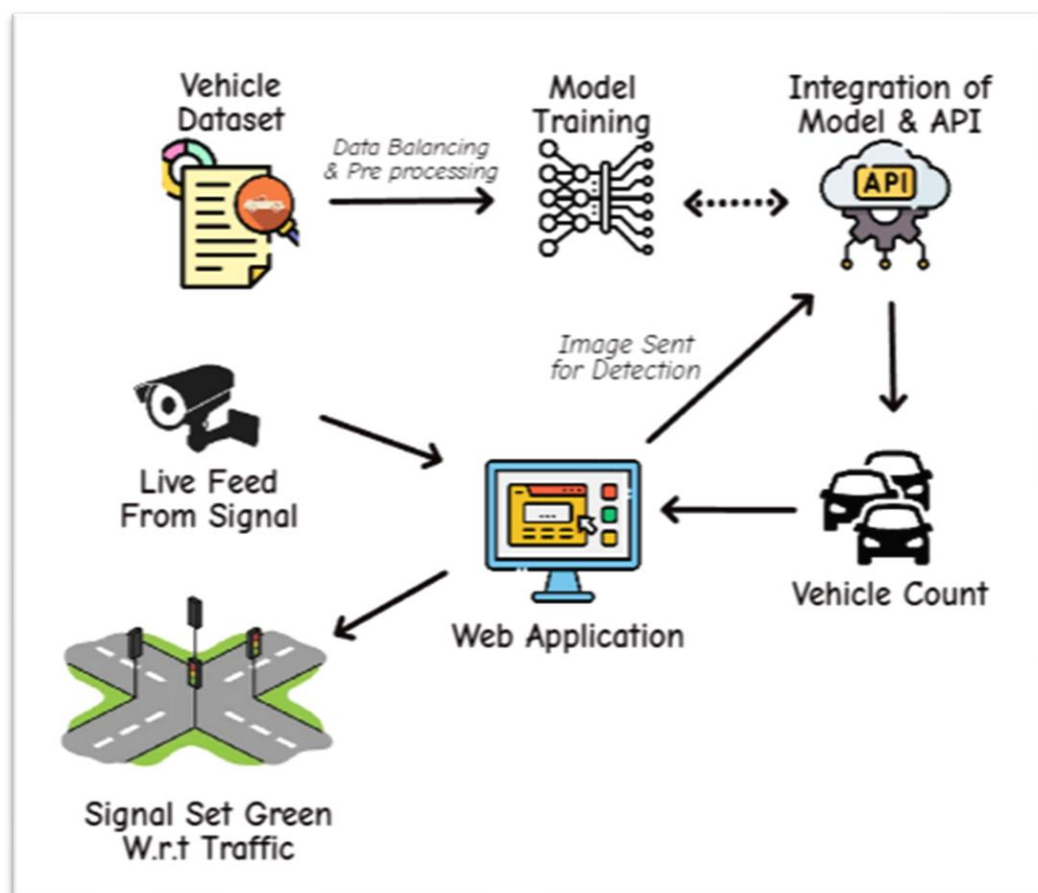 Vehicle
Dataset
Data Balancing
& Pre processing
Model
Training
Integration of
Model & API
API
Image Sent
for Detection
Live Feed
From Signal
...
Web Application
Vehicle Count
Signal Set Green
W.r.t Traffic